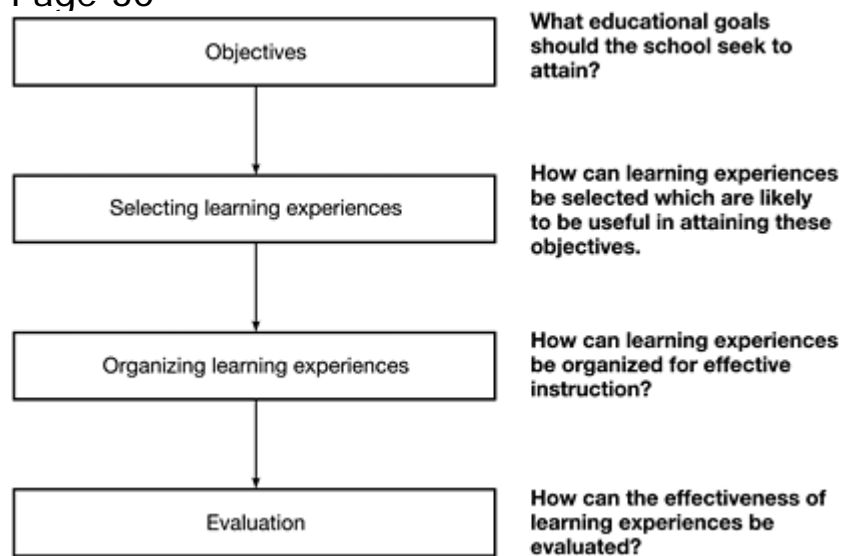 What educational goals
Objectives
should the school seek to
attain?
How can learning experiences
Selecting learning experiences
be selected which are likely
to be useful in attaining these
objectives.
How can learning experiences
Organizing learning experiences
be organized for effective
instruction?
How can the effectiveness of
Evaluation
learning experiences be
evaluated?